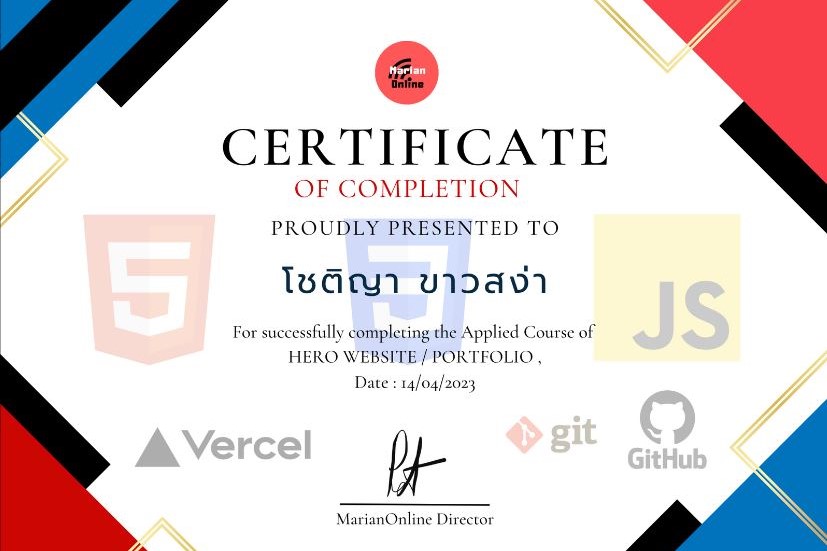 Marian
Online
CERTIFICATE
OF COMPLETION
PROUDLY PRESENTED TO
โชติญา ขาวสง่า
For successfully completing the Applied Course of
HERO WEBSITE / PORTFOLIO ,
Date : 14/04/2023
5
JS
Vercel
git
GitHub
MarianOnline Director